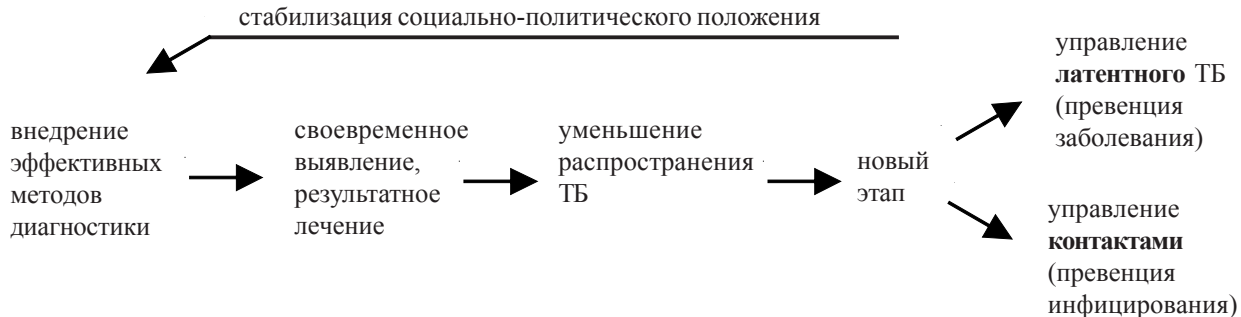 стабилизация социально-политического положения
внедрение
эффективных
методов
диагностики
своевременное
выявление,
результатное
лечение
уменьшение
распространения
ТБ
новый
этап
управление
латентного ТБ
(превенция
заболевания)
управление
контактами
(превенция
инфицирования)